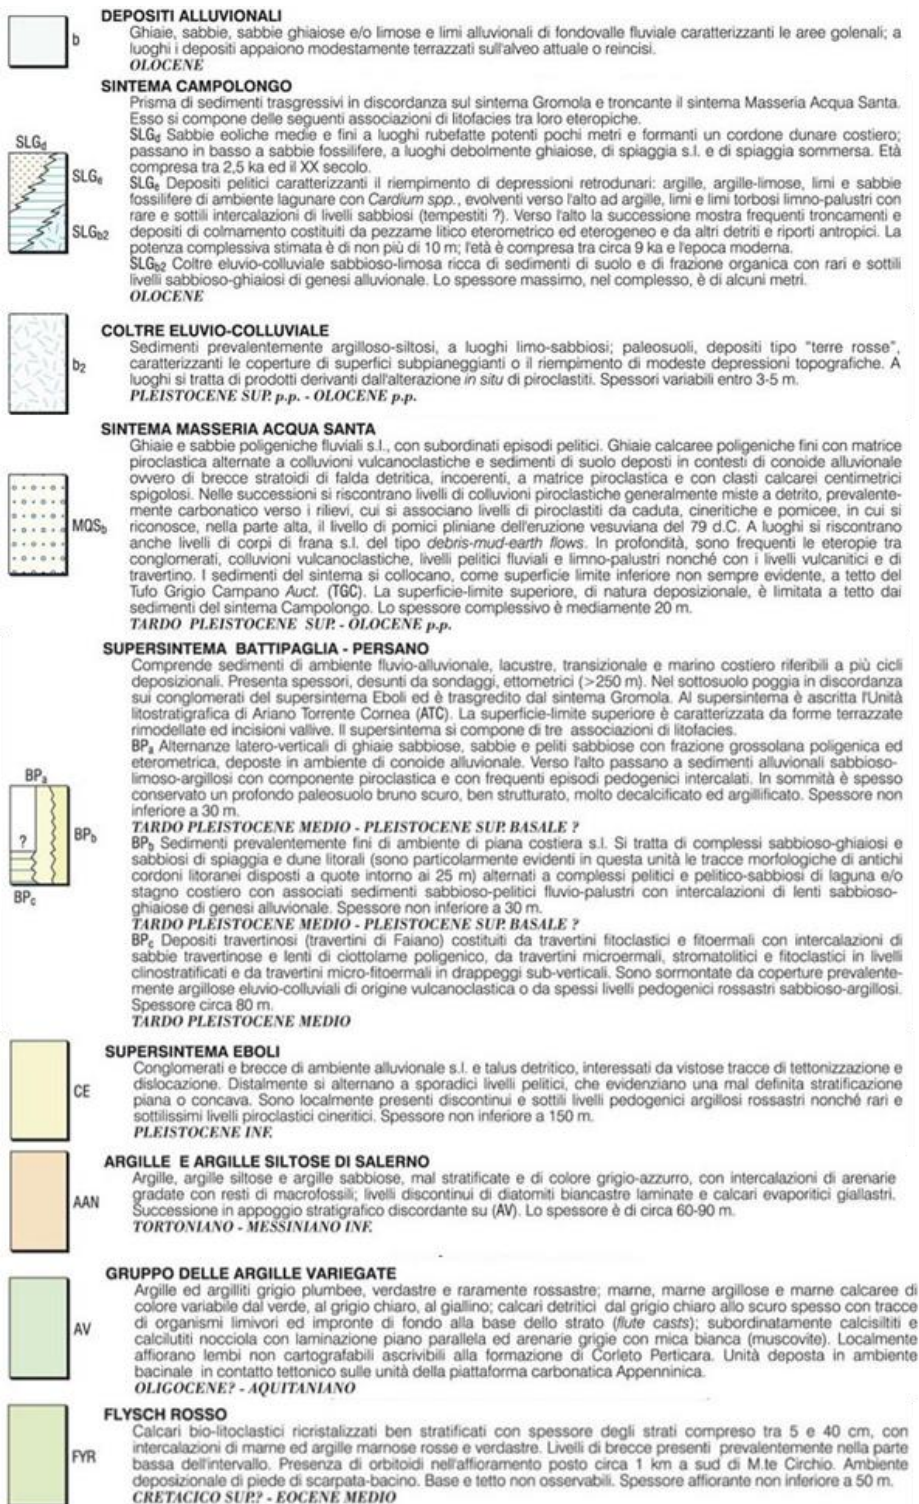 DEPOSITI ALLUVIONALI
b
Ghiaie, sabbie, sabbie ghiaiose e/o limose e limi alluvionali di fondovalle fluviale caratterizzanti le aree golenali; a
luoghi i depositi appaiono modestamente terrazzati sull'alveo attuale o reincisi.
OLOCENE
SINTEMA CAMPOLONGO
Prisma di sedimenti trasgressivi in discordanza sul sintema Gromola e troncante il sintema Masseria Acqua Santa.
Esso si compone delle seguenti associazioni di litofacies tra loro eteropiche.
SLGd
SLGe
SLGb2
SLGd Sabbie eoliche medie e fini a luoghi rubefatte potenti pochi metri e formanti un cordone dunare costiero;
passano in basso a sabbie fossilifere, a luoghi debolmente ghiaiose, di spiaggia s.l. e di spiaggia sommersa. Età
compresa tra 2,5 ka ed il XX secolo.
SLGe Depositi pelitici caratterizzanti il riempimento di depressioni retrodunari: argille, argille-limose, limi e sabbie
fossilifere di ambiente lagunare con Cardium spp., evolventi verso l'alto ad argille, limi e limi torbosi limno-palustri con
rare e sottili intercalazioni di livelli sabbiosi (tempestiti ?). Verso l'alto la successione mostra frequenti troncamenti e
depositi di colmamento costituiti da pezzame litico eterometrico ed eterogeneo e da altri detriti e riporti antropici. La
potenza complessiva stimata è di non più di 10 m; l'età è compresa tra circa 9 ka e l'epoca moderna.
SLGb2 Coltre eluvio-colluviale sabbioso-limosa ricca di sedimenti di suolo e di frazione organica con rari e sottili
livelli sabbioso-ghiaiosi di genesi alluvionale. Lo spessore massimo, nel complesso, è di alcuni metri.
OLOCENE
COLTRE ELUVIO-COLLUVIALE
b2
Sedimenti prevalentemente argilloso-siltosi, a luoghi limo-sabbiosi; paleosuoli, depositi tipo "terre rosse",
caratterizzanti le coperture di superfici subpianeggianti o il riempimento di modeste depressioni topografiche. A
luoghi si tratta di prodotti derivanti dall'alterazione in situ di piroclastiti. Spessori variabili entro 3-5 m.
PLEISTOCENE SUP. p.p. - OLOCENE p.p.
SINTEMA MASSERIA ACQUA SANTA
MQSb
Ghiaie e sabbie poligeniche fluviali s.l., con subordinati episodi pelitici. Ghiaie calcaree poligeniche fini con matrice
piroclastica alternate a colluvioni vulcanoclastiche e sedimenti di suolo deposti in contesti di conoide alluvionale
ovvero di brecce stratoidi di falda detritica, incoerenti, a matrice piroclastica e con clasti calcarei centimetrici
spigolosi. Nelle successioni si riscontrano livelli di colluvioni piroclastiche generalmente miste a detrito, prevalente-
mente carbonatico verso i rilievi, cui si associano livelli di piroclastiti da caduta, cineritiche e pomicee, in cui si
riconosce, nella parte alta, il livello di pomici pliniane dell'eruzione vesuviana del 79 d.C. A luoghi si riscontrano
anche livelli di corpi di frana s.l. del tipo debris-mud-earth flows. In profondità, sono frequenti le eteropie tra
conglomerati, colluvioni vulcanoclastiche, livelli pelitici fluviali e limno-palustri nonché con i livelli vulcanitici e di
travertino. I sedimenti del sintema si collocano, come superficie limite inferiore non sempre evidente, a tetto del
Tufo Grigio Campano Auct. (TGC). La superficie-limite superiore, di natura deposizionale, è limitata a tetto dai
sedimenti del sintema Campolongo. Lo spessore complessivo è mediamente 20 m.
TARDO PLEISTOCENE SUP. - OLOCENE p.p.
SUPERSINTEMA BATTIPAGLIA - PERSANO
Comprende sedimenti di ambiente fluvio-alluvionale, lacustre, transizionale e marino costiero riferibili a più cicli
deposizionali. Presenta spessori, desunti da sondaggi, ettometrici (>250 m). Nel sottosuolo poggia in discordanza
sui conglomerati del supersintema Eboli ed è trasgredito dal sintema Gromola. Al supersintema è ascritta l'Unità
litostratigrafica di Ariano Torrente Cornea (ATC). La superficie-limite superiore è caratterizzata da forme terrazzate
rimodellate ed incisioni vallive. Il supersintema si compone di tre associazioni di litofacies.
BPa
?
BPb
BPc
BPa Alternanze latero-verticali di ghiaie sabbiose, sabbie e peliti sabbiose con frazione grossolana poligenica ed
eterometrica, deposte in ambiente di conoide alluvionale. Verso l'alto passano a sedimenti alluvionali sabbioso-
limoso-argillosi con componente piroclastica e con frequenti episodi pedogenici intercalati. In sommità è spesso
conservato un profondo paleosuolo bruno scuro, ben strutturato, molto decalcificato ed argillificato. Spessore non
inferiore a 30 m.
TARDO PLEISTOCENE MEDIO - PLEISTOCENE SUP. BASALE ?
BPb Sedimenti prevalentemente fini di ambiente di piana costiera s.l. Si tratta di complessi sabbioso-ghiaiosi e
sabbiosi di spiaggia e dune litorali (sono particolarmente evidenti in questa unità le tracce morfologiche di antichi
cordoni litoranei disposti a quote intorno ai 25 m) alternati a complessi pelitici e pelitico-sabbiosi di laguna e/o
stagno costiero con associati sedimenti sabbioso-pelitici fluvio-palustri con intercalazioni di lenti sabbioso-
ghiaiose di genesi alluvionale. Spessore non inferiore a 30 m.
TARDO PLEISTOCENE MEDIO - PLEISTOCENE SUP. BASALE ?
BPc Depositi travertinosi (travertini di Faiano) costituiti da travertini fitoclastici e fitoermali con intercalazioni di
sabbie travertinose e lenti di ciottolame poligenico, da travertini microermali, stromatolitici e fitoclastici in livelli
clinostratificati e da travertini micro-fitoermali in drappeggi sub-verticali. Sono sormontate da coperture prevalente-
mente argillose eluvio-colluviali di origine vulcanoclastica o da spessi livelli pedogenici rossastri sabbioso-argillosi.
Spessore circa 80 m.
TARDO PLEISTOCENE MEDIO
SUPERSINTEMA EBOLI
CE
Conglomerati e brecce di ambiente alluvionale s.l. e talus detritico, interessati da vistose tracce di tettonizzazione e
dislocazione. Distalmente si alternano a sporadici livelli pelitici, che evidenziano una mal definita stratificazione
piana o concava. Sono localmente presenti discontinui e sottili livelli pedogenici argillosi rossastri nonché rari e
sottilissimi livelli piroclastici cineritici. Spessore non inferiore a 150 m.
PLEISTOCENE INF.
ARGILLE E ARGILLE SILTOSE DI SALERNO
AAN
Argille, argille siltose e argille sabbiose, mal stratificate e di colore grigio-azzurro, con intercalazioni di arenarie
gradate con resti di macrofossili; livelli discontinui di diatomiti biancastre laminate e calcari evaporitici giallastri.
Successione in appoggio stratigrafico discordante su (AV). Lo spessore è di circa 60-90 m.
TORTONIANO - MESSINIANO INF.
GRUPPO DELLE ARGILLE VARIEGATE
AV
Argille ed argilliti grigio plumbee, verdastre e raramente rossastre; marne, marne argillose e marne calcaree di
colore variabile dal verde, al grigio chiaro, al giallino; calcari detritici dal grigio chiaro allo scuro spesso con tracce
di organismi limivori ed impronte di fondo alla base dello strato (flute casts); subordinatamente calcisiltiti e
calcilutiti nocciola con laminazione piano parallela ed arenarie grigie con mica bianca (muscovite). Localmente
affiorano lembi non cartografabili ascrivibili alla formazione di Corleto Perticara. Unità deposta in ambiente
bacinale in contatto tettonico sulle unità della piattaforma carbonatica Appenninica.
OLIGOCENE? - AQUITANIANO
FLYSCH ROSSO
FYR
Calcari bio-litoclastici ricristalizzati ben stratificati con spessore degli strati compreso tra 5 e 40 cm, con
intercalazioni di marne ed argille marnose rosse e verdastre. Livelli di brecce presenti prevalentemente nella parte
bassa dell'intervallo. Presenza di orbitoidi nell'affioramento posto circa 1 km a sud di M.te Circhio. Ambiente
deposizionale di piede di scarpata-bacino. Base e tetto non osservabili. Spessore affiorante non inferiore a 50 m.
CRETACICO SUP.? - EOCENE MEDIO